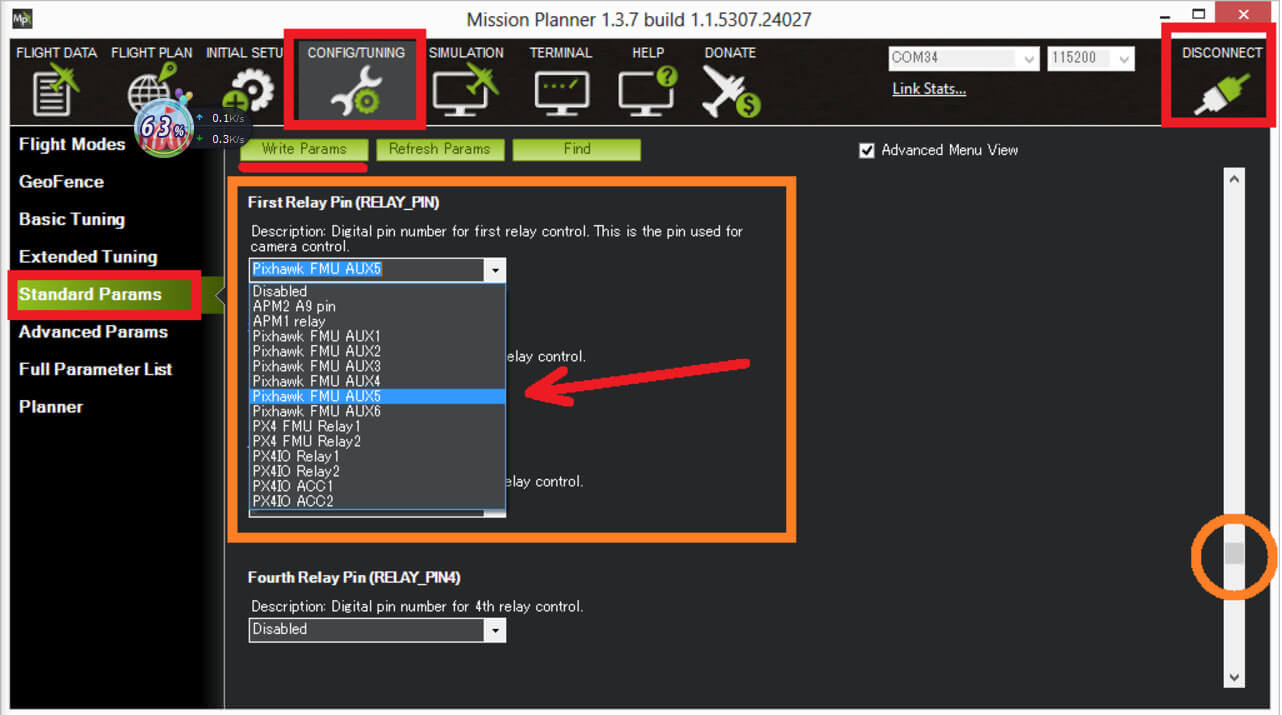 Mp
Mission Planner 1.3.7 build 1.1.5307.24027
FLIGHT DATA FLIGHT PLAN INITIAL SETU CONFIG/TUNING SIMULATION TERMINAL HELP DONATE
COM34 115200 DISCONNECT
Link Stats...
63%
0.1K/s
0.3K/s
Flight Modes
GeoFence
Basic Tuning
Extended Tuning
Standard Params
Advanced Params
Full Parameter List
Planner
Write Params Refresh Params Find
Advanced Menu View
First Relay Pin (RELAY_PIN)
Description: Digital pin number for first relay control. This is the pin used for
camera control.
Pixhawk FMU AUX5
Disabled
APM2 A9 pin
APM1 relay
Pixhawk FMU AUX1
Pixhawk FMU AUX2
Pixhawk FMU AUX3
elay control.
Pixhawk FMU AUX4
Pixhawk FMU AUX5
Pixhawk FMU AUX6
PX4 FMU Relay1
PX4 FMU Relay2
PX4IO Relay1
PX4IO Relay2
elay control.
PX4IO ACC1
PX4IO ACC2
Fourth Relay Pin (RELAY_PIN4)
Description: Digital pin number for 4th relay control.
Disabled